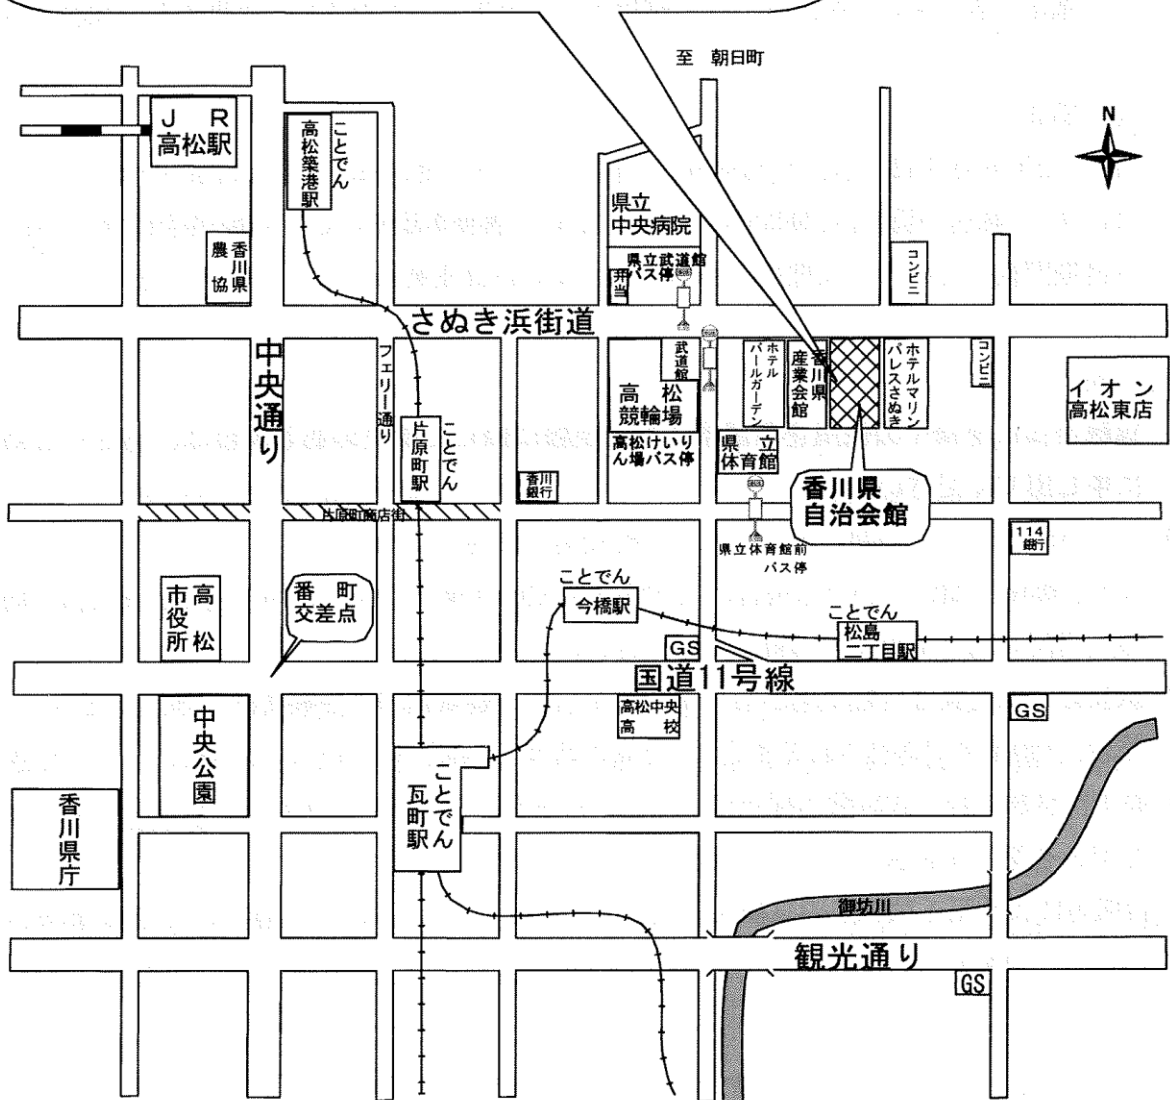 至 朝日町
N
J R
高松駅
ことでん
高松築港駅
県立
中央病院
香川県
農協
県立武道館
バス停
弁当
コンビニ
さぬき浜街道
中央通り
フェリー通り
ことでん
片原町駅
武道館
高松
競輪場
高松けいり
ん場バス停
ホテル
パールガーデン
香川県
産業会館
ホテルマリン
パレスさぬき
コンビニ
イオン
高松東店
県立
体育館
香川
銀行
香川県
自治会館
片原町商店街
114
銀行
県立体育館前
バス停
高松
市役所
番町
交差点
ことでん
今橋駅
ことでん
松島
二丁目駅
GS
国道11号線
高松中央
高校
GS
中央公園
香川県庁
ことでん
瓦町駅
御坊川
観光通り
GS